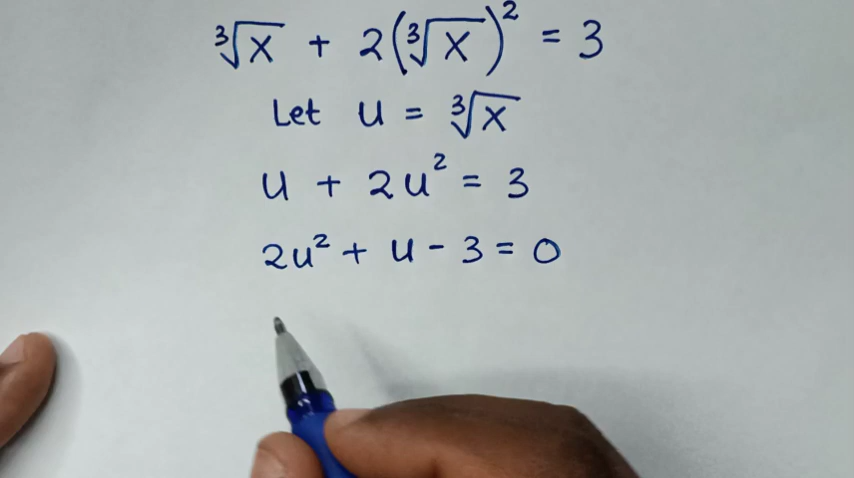 ∛x + 2(∛x)² = 3
Let u = ∛x
u + 2u² = 3
2u² + u - 3 = 0